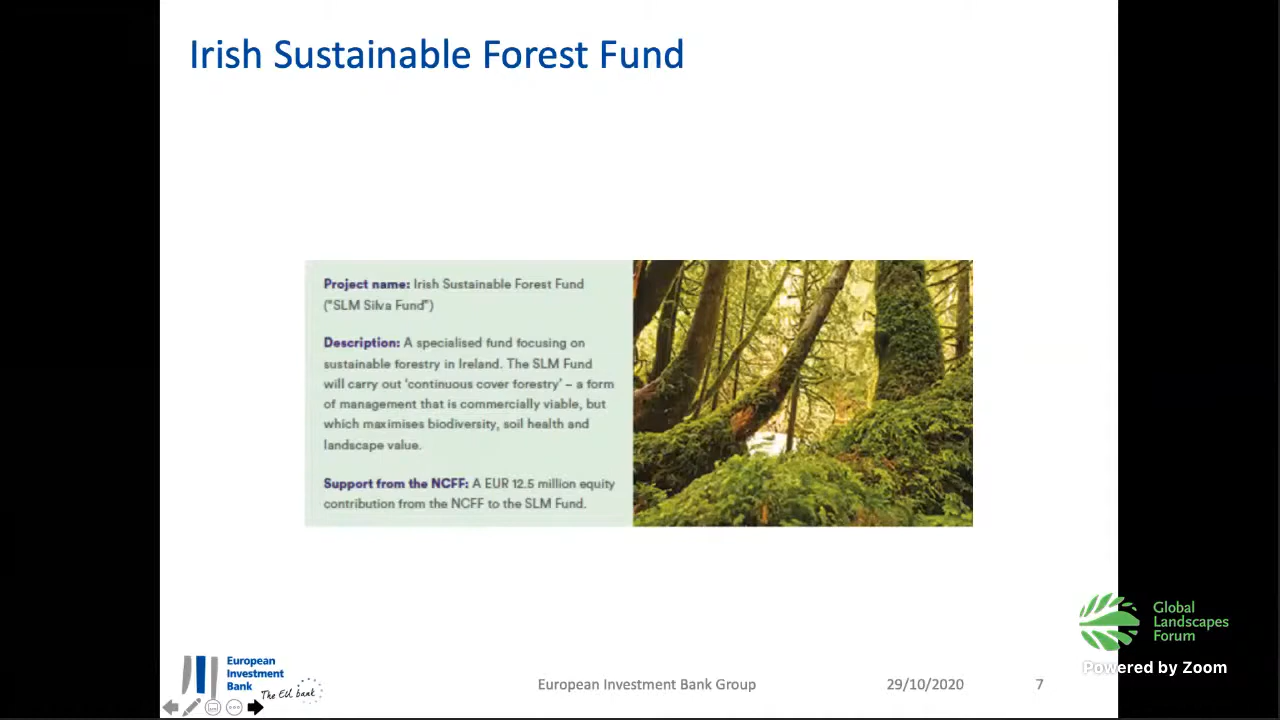 Irish Sustainable Forest Fund
Project name: Irish Sustainable Forest Fund
("SLM Silva Fund")
Description: A specialised fund focusing on
sustainable forestry in Ireland. The SLM Fund
will carry out 'continuous cover forestry' – a form
of management that is commercially viable, but
which maximises biodiversity, soil health and
landscape value.
Support from the NCFF: A EUR 12.5 million equity
contribution from the NCFF to the SLM Fund.
Global
Landscapes
Forum
Powered by Zoom
European
Investment
Bank
The EU bank
European Investment Bank Group
29/10/2020
7